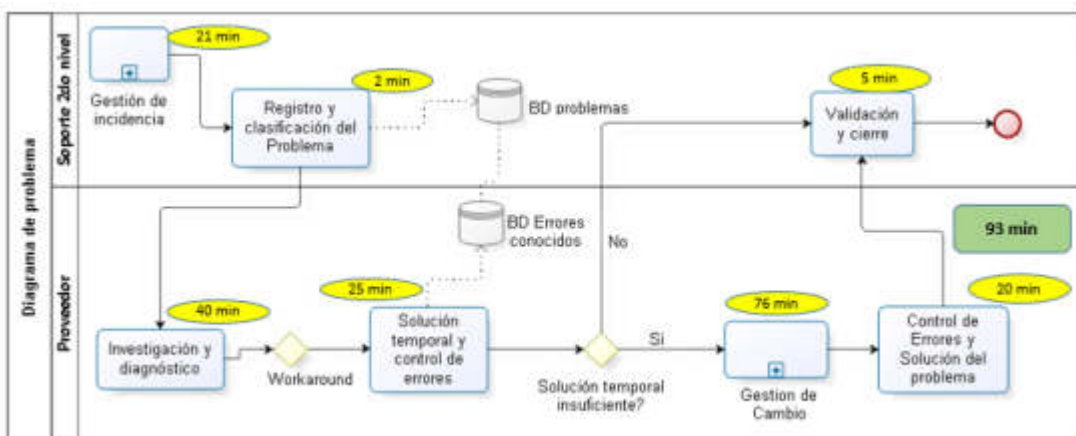 Diagrama de problema
Soporte 2do nivel
21 min
Gestión de
incidencia
2 min
Registro y
clasificación del
Problema
BD problemas
5 min
Validación
y cierre
Proveedor
BD Errores
conocidos
No
93 min
40 min
Investigación y
diagnóstico
Workaround
25 min
Solución
temporal y
control de
errores
Solución temporal
insuficiente?
Si
76 min
Gestion de
Cambio
20 min
Control de
Errores y
Solución del
problema